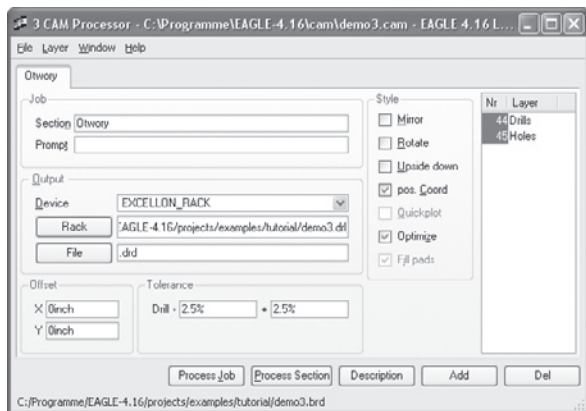 3 CAM Processor - C:\Programme\EAGLE-4.16\cam\demo3.cam - EAGLE 4.16 L...
File Layer Window Help
Otwory
Job
Section Otwory
Prompt
Output
Device EXCELLON_RACK
Rack EAGLE-4.16/projects/examples/tutorial/demo3.drl
File .drd
Offset
X 0inch
Y 0inch
Tolerance
Drill - 2.5% + 2.5%
Style
Mirror
Rotate
Upside down
pos. Coord
Quickplot
Optimize
Fill pads
Nr Layer
44 Drills
45 Holes
Process Job Process Section Description Add Del
C:/Programme/EAGLE-4.16/projects/examples/tutorial/demo3.brd